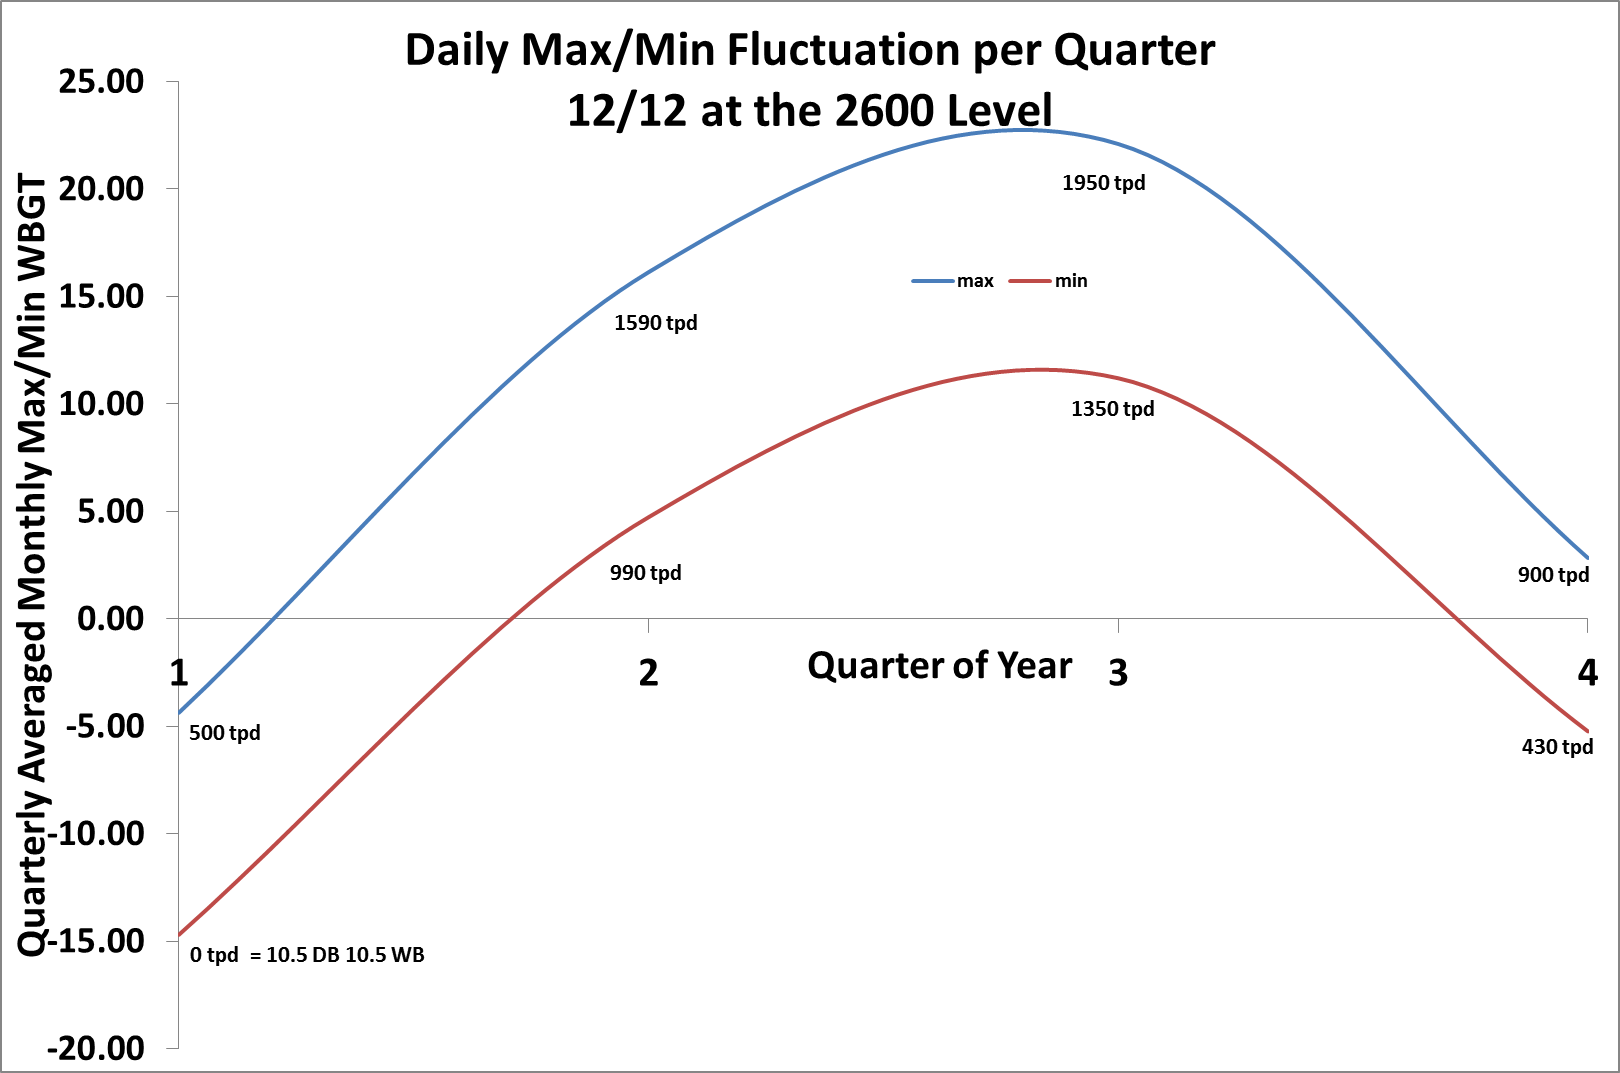 Daily Max/Min Fluctuation per Quarter
12/12 at the 2600 Level
Quarterly Averaged Monthly Max/Min WBGT
25.00
20.00
15.00
10.00
5.00
0.00
-5.00
-10.00
-15.00
-20.00
1950 tpd
max min
1590 tpd
1350 tpd
990 tpd
900 tpd
1 2 Quarter of Year 3 4
500 tpd
430 tpd
0 tpd = 10.5 DB 10.5 WB